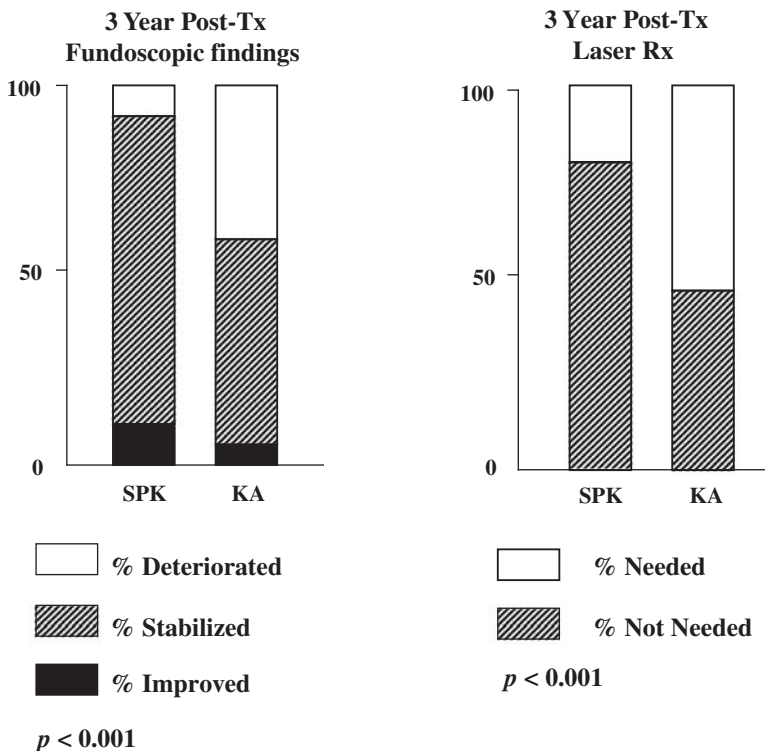 3 Year Post-Tx
Fundoscopic findings
100
50
0
SPK KA
% Deteriorated
% Stabilized
% Improved
p < 0.001
3 Year Post-Tx
Laser Rx
100
50
0
SPK KA
% Needed
% Not Needed
p < 0.001